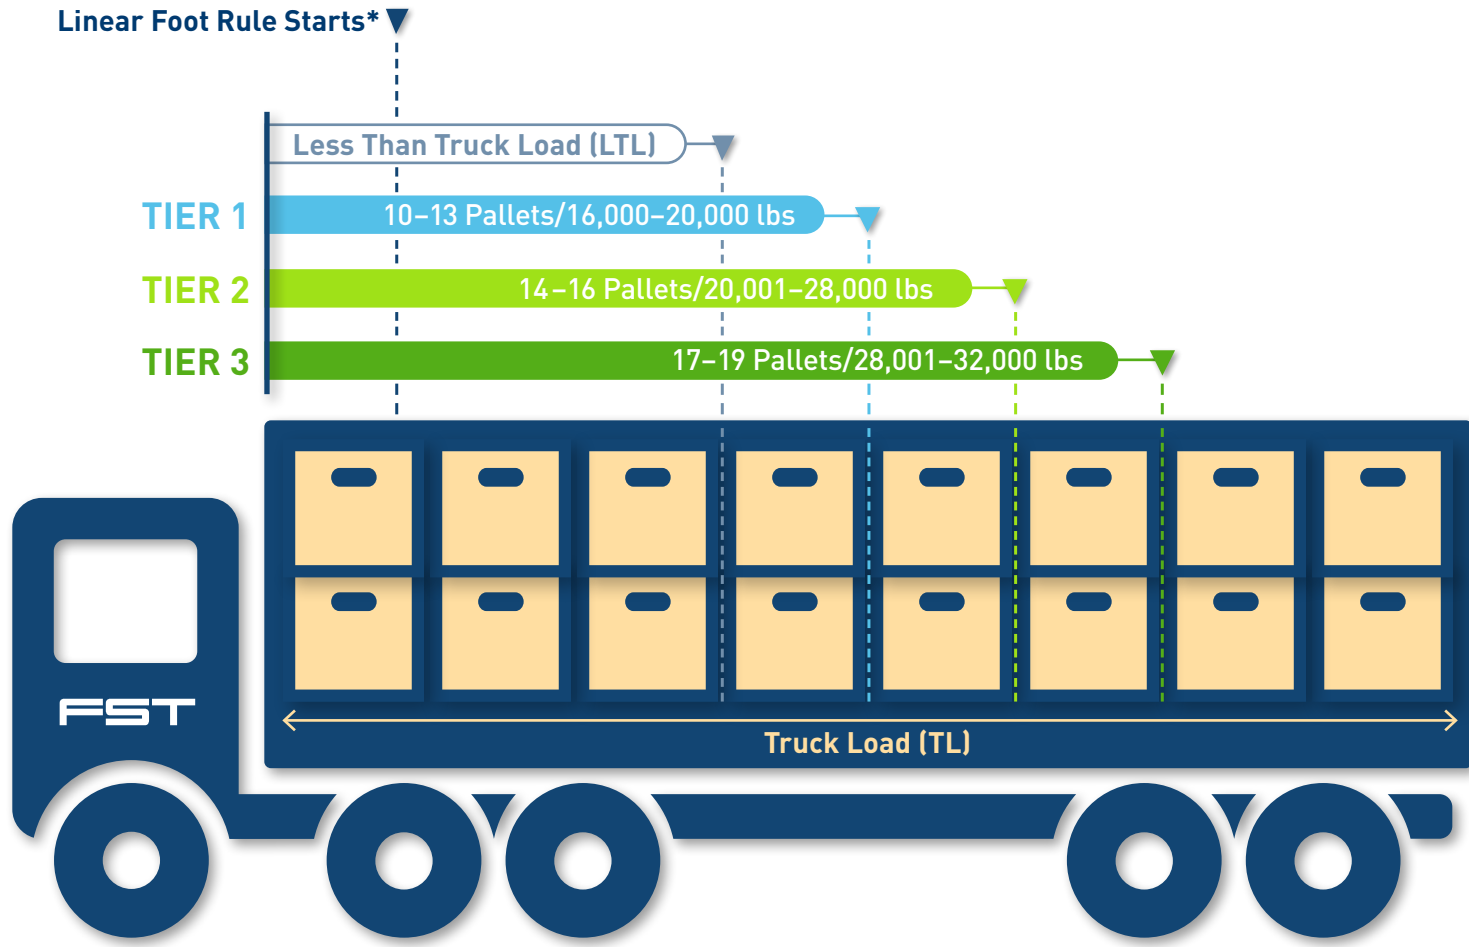 Linear Foot Rule Starts*
Less Than Truck Load (LTL)
TIER 1
10–13 Pallets/16,000–20,000 lbs
TIER 2
14–16 Pallets/20,001–28,000 lbs
TIER 3
17–19 Pallets/28,001–32,000 lbs
FST
Truck Load (TL)